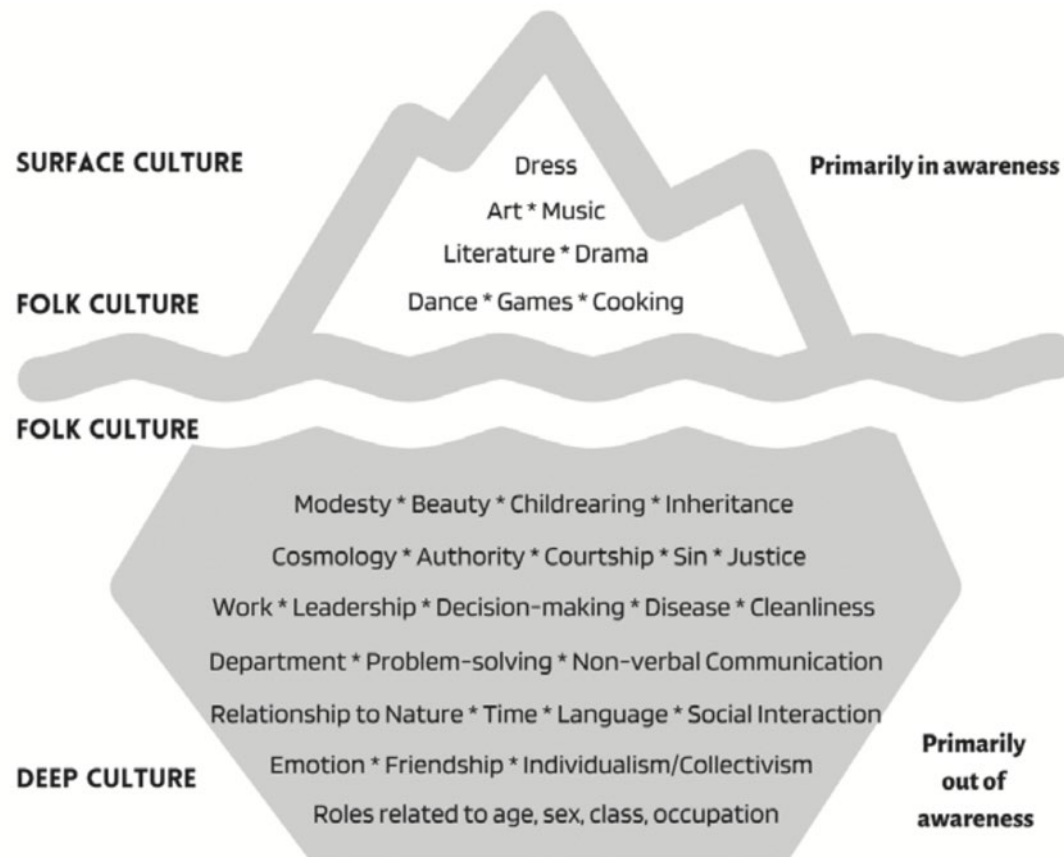 SURFACE CULTURE
Dress
Primarily in awareness
Art * Music
Literature * Drama
FOLK CULTURE
Dance * Games * Cooking
FOLK CULTURE
Modesty * Beauty * Childrearing * Inheritance
Cosmology * Authority * Courtship * Sin * Justice
Work * Leadership * Decision-making * Disease * Cleanliness
Department * Problem-solving * Non-verbal Communication
Relationship to Nature * Time * Language * Social Interaction
DEEP CULTURE
Emotion * Friendship * Individualism/Collectivism
Roles related to age, sex, class, occupation
Primarily
out of
awareness